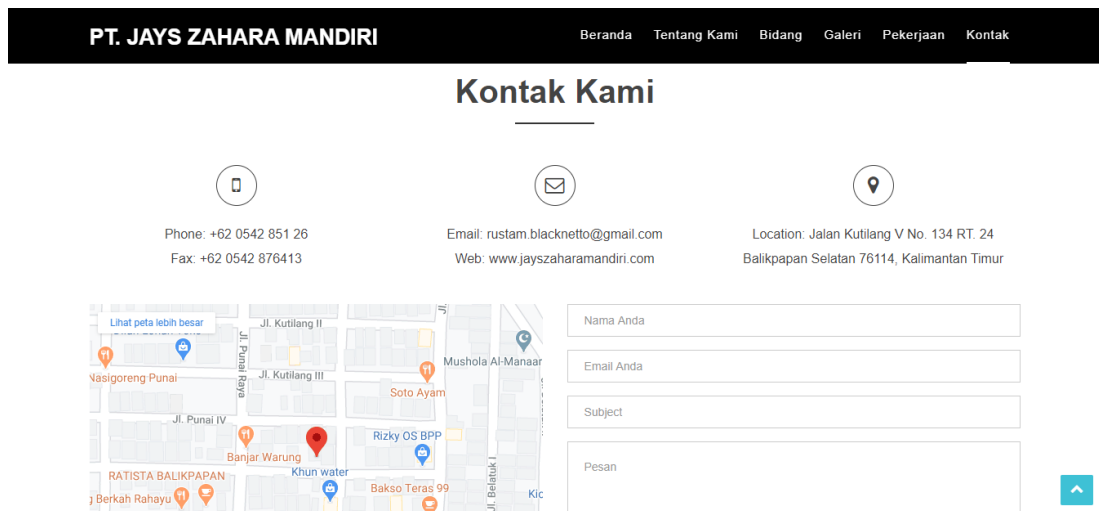 PT. JAYS ZAHARA MANDIRI
Beranda Tentang Kami Bidang Galeri Pekerjaan Kontak
Kontak Kami
Phone: +62 0542 851 26
Fax: +62 0542 876413
Email: rustam.blacknetto@gmail.com
Web: www.jayszaharamandiri.com
Location: Jalan Kutilang V No. 134 RT. 24
Balikpapan Selatan 76114, Kalimantan Timur
Lihat peta lebih besar
Jl. Kutilang II
Jl. Punai Raya
Mushola Al-Manaar
Nasigoreng Punai
Jl. Kutilang III
Soto Ayam
Jl. Punai IV
Rizky OS BPP
Banjar Warung
Khun water
RATISTA BALIKPAPAN
Bakso Teras 99
Jl. Belatuk I
Berkah Rahayu
Nama Anda
Email Anda
Subject
Pesan